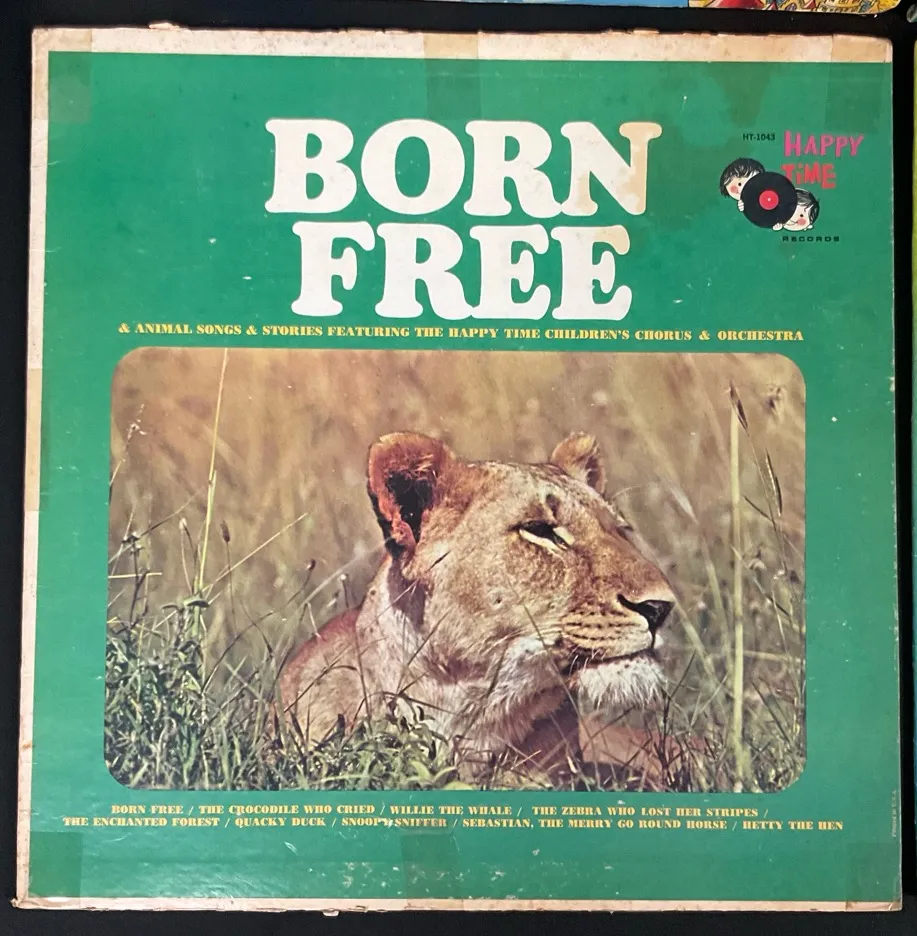 BORN
FREE
HT-1043
HAPPY
TIME
RECORDS
& ANIMAL SONGS & STORIES FEATURING THE HAPPY TIME CHILDREN'S CHORUS & ORCHESTRA
BORN FREE / THE CROCODILE WHO CRIED / WILLIE THE WHALE / THE ZEBRA WHO LOST HER STRIPES /
THE ENCHANTED FOREST / QUACKY DUCK / SNOOPY SNIFFER / SEBASTIAN, THE MERRY GO ROUND HORSE / HETTY THE HEN
Printed in U.S.A.